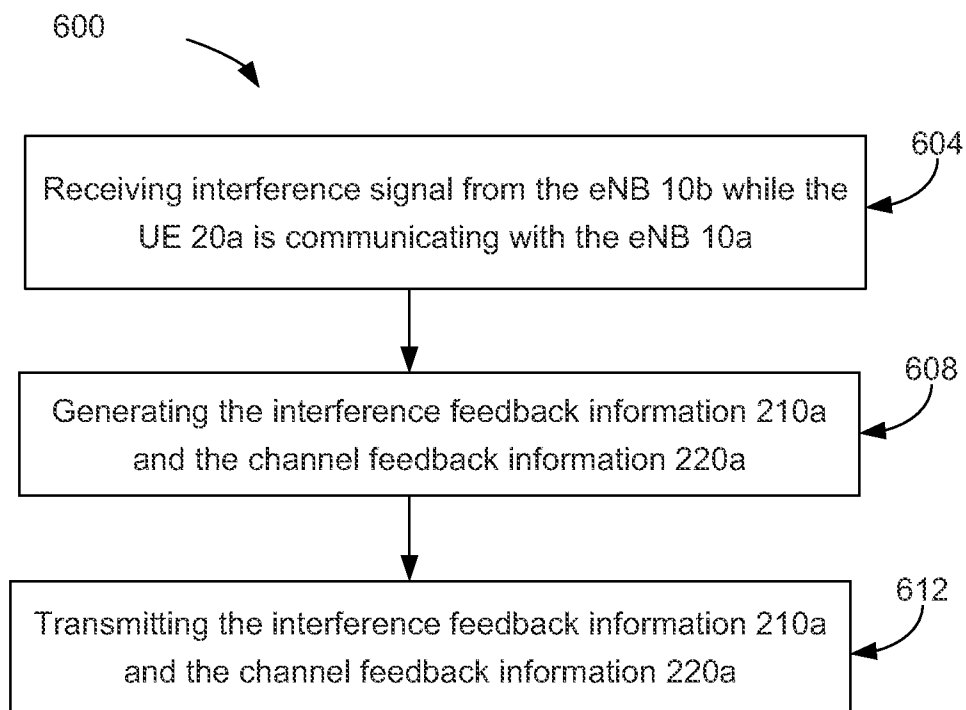 600
604
Receiving interference signal from the eNB 10b while the
UE 20a is communicating with the eNB 10a
608
Generating the interference feedback information 210a
and the channel feedback information 220a
612
Transmitting the interference feedback information 210a
and the channel feedback information 220a